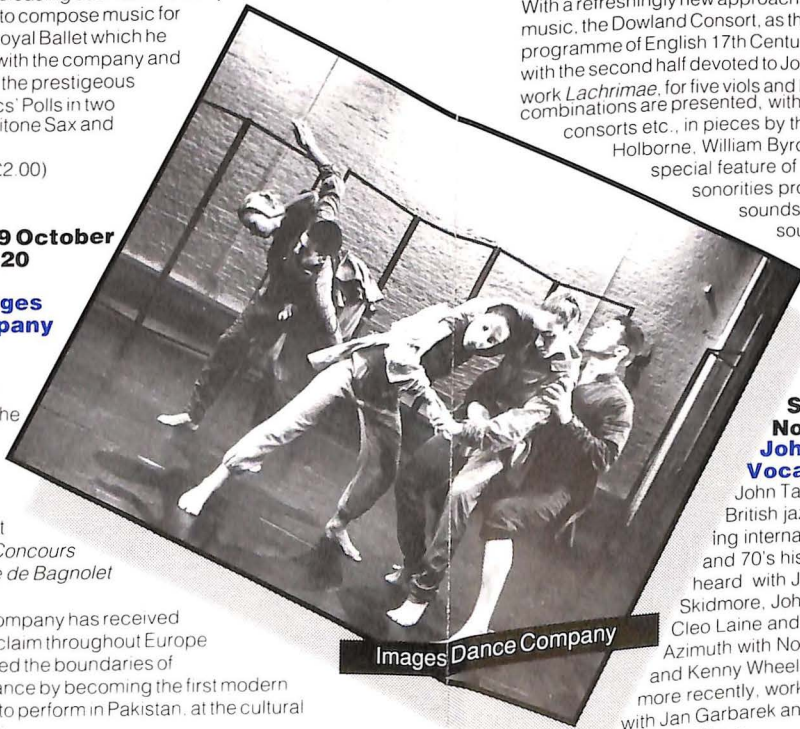 to compose music for
oyal Ballet which he
with the company and
the prestigeous
cs' Polls in two
itone Sax and
£2.00)
9 October
20
ges
pany
he
t
Concours
e de Bagnolet
ompany has received
claim throughout Europe
ed the boundaries of
ance by becoming the first modern
to perform in Pakistan, at the cultural
Images Dance Company
With a refreshingly new approach
music, the Dowland Consort, as th
programme of English 17th Centu
with the second half devoted to Jo
work Lachrimae, for five viols and
combinations are presented, with
consorts etc., in pieces by th
Holborne, William Byrd
special feature of
sonorities pro
sounds
sou
S
No
Joh
Voca
John Ta
British ja
ing interna
and 70's his
heard with J
Skidmore, Joh
Cleo Laine and
Azimuth with No
and Kenny Wheel
more recently, work
with Jan Garbarek an